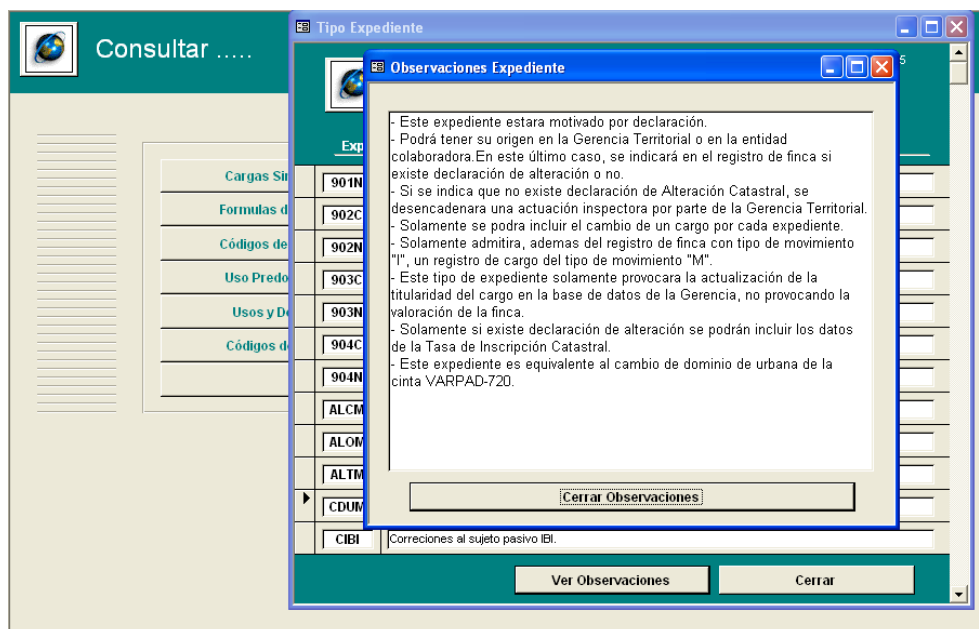 Consultar .....
Tipo Expediente
5
Observaciones Expediente
- Este expediente estara motivado por declaración.
- Podrá tener su origen en la Gerencia Territorial o en la entidad
colaboradora.En este último caso, se indicará en el registro de finca si
existe declaración de alteración o no.
- Si se indica que no existe declaración de Alteración Catastral, se
desencadenara una actuación inspectora por parte de la Gerencia Territorial.
- Solamente se podra incluir el cambio de un cargo por cada expediente.
- Solamente admitira, ademas del registro de finca con tipo de movimiento
"I", un registro de cargo del tipo de movimiento "M".
- Este tipo de expediente solamente provocara la actualización de la
titularidad del cargo en la base de datos de la Gerencia, no provocando la
valoración de la finca.
- Solamente si existe declaración de alteración se podrán incluir los datos
de la Tasa de Inscripción Catastral.
- Este expediente es equivalente al cambio de dominio de urbana de la
cinta VARPAD-720.
Cerrar Observaciones
Cargas Sin
Formulas d
Códigos de
Uso Predo
Usos y De
Códigos d
Exp
901N
902C
902N
903C
903N
904C
904N
ALCM
ALOM
ALTM
CDUM
CIBI Correciones al sujeto pasivo IBI.
Ver Observaciones Cerrar